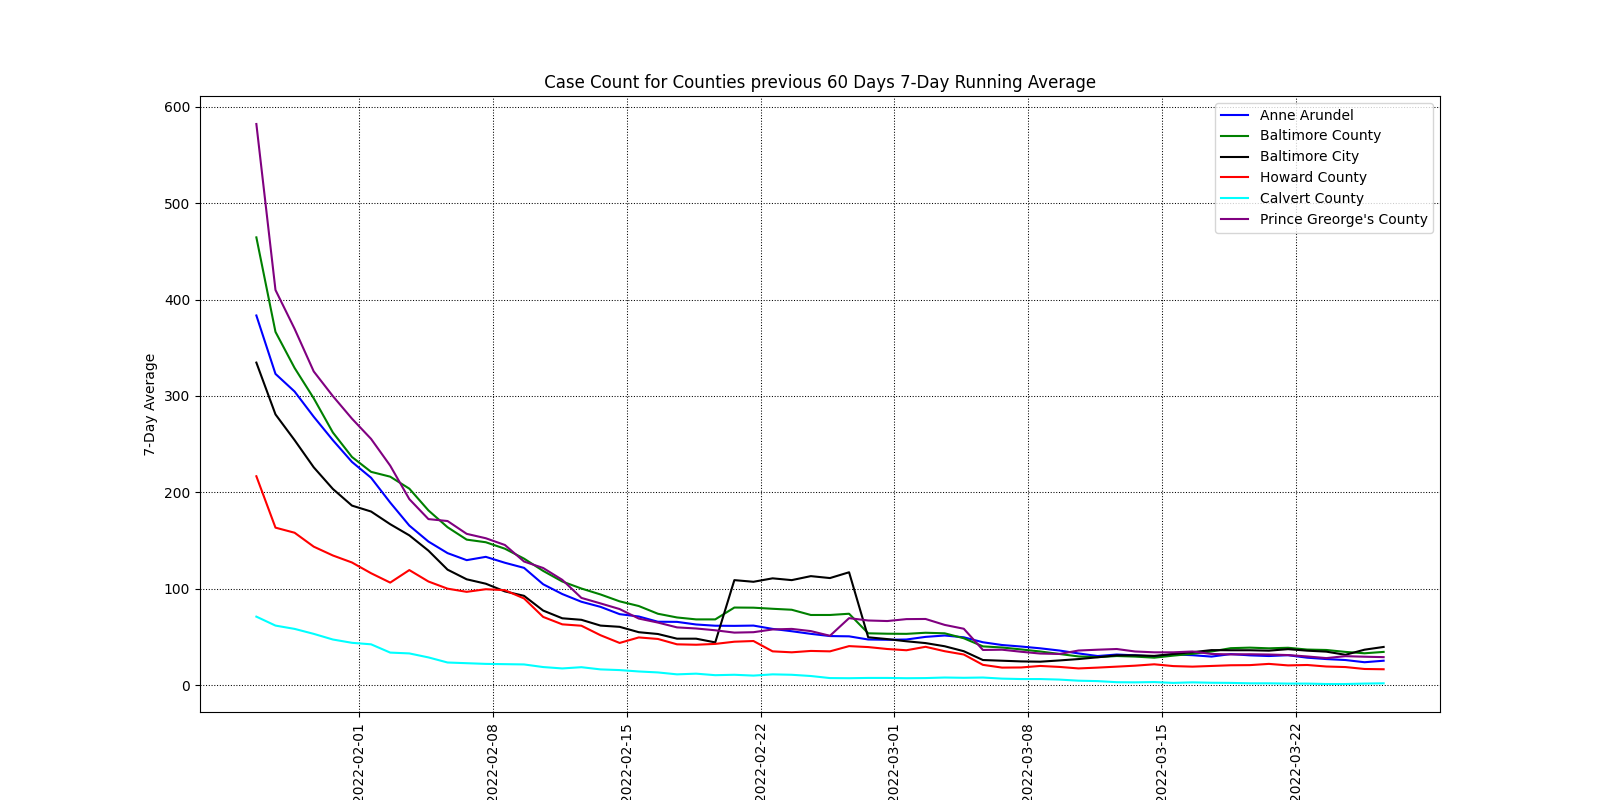 Case Count for Counties previous 60 Days 7-Day Running Average
600
500
400
300
200
100
0
7-Day Average
Anne Arundel
Baltimore County
Baltimore City
Howard County
Calvert County
Prince Greorge's County
2022-02-01
2022-02-08
2022-02-15
2022-02-22
2022-03-01
2022-03-08
2022-03-15
2022-03-22